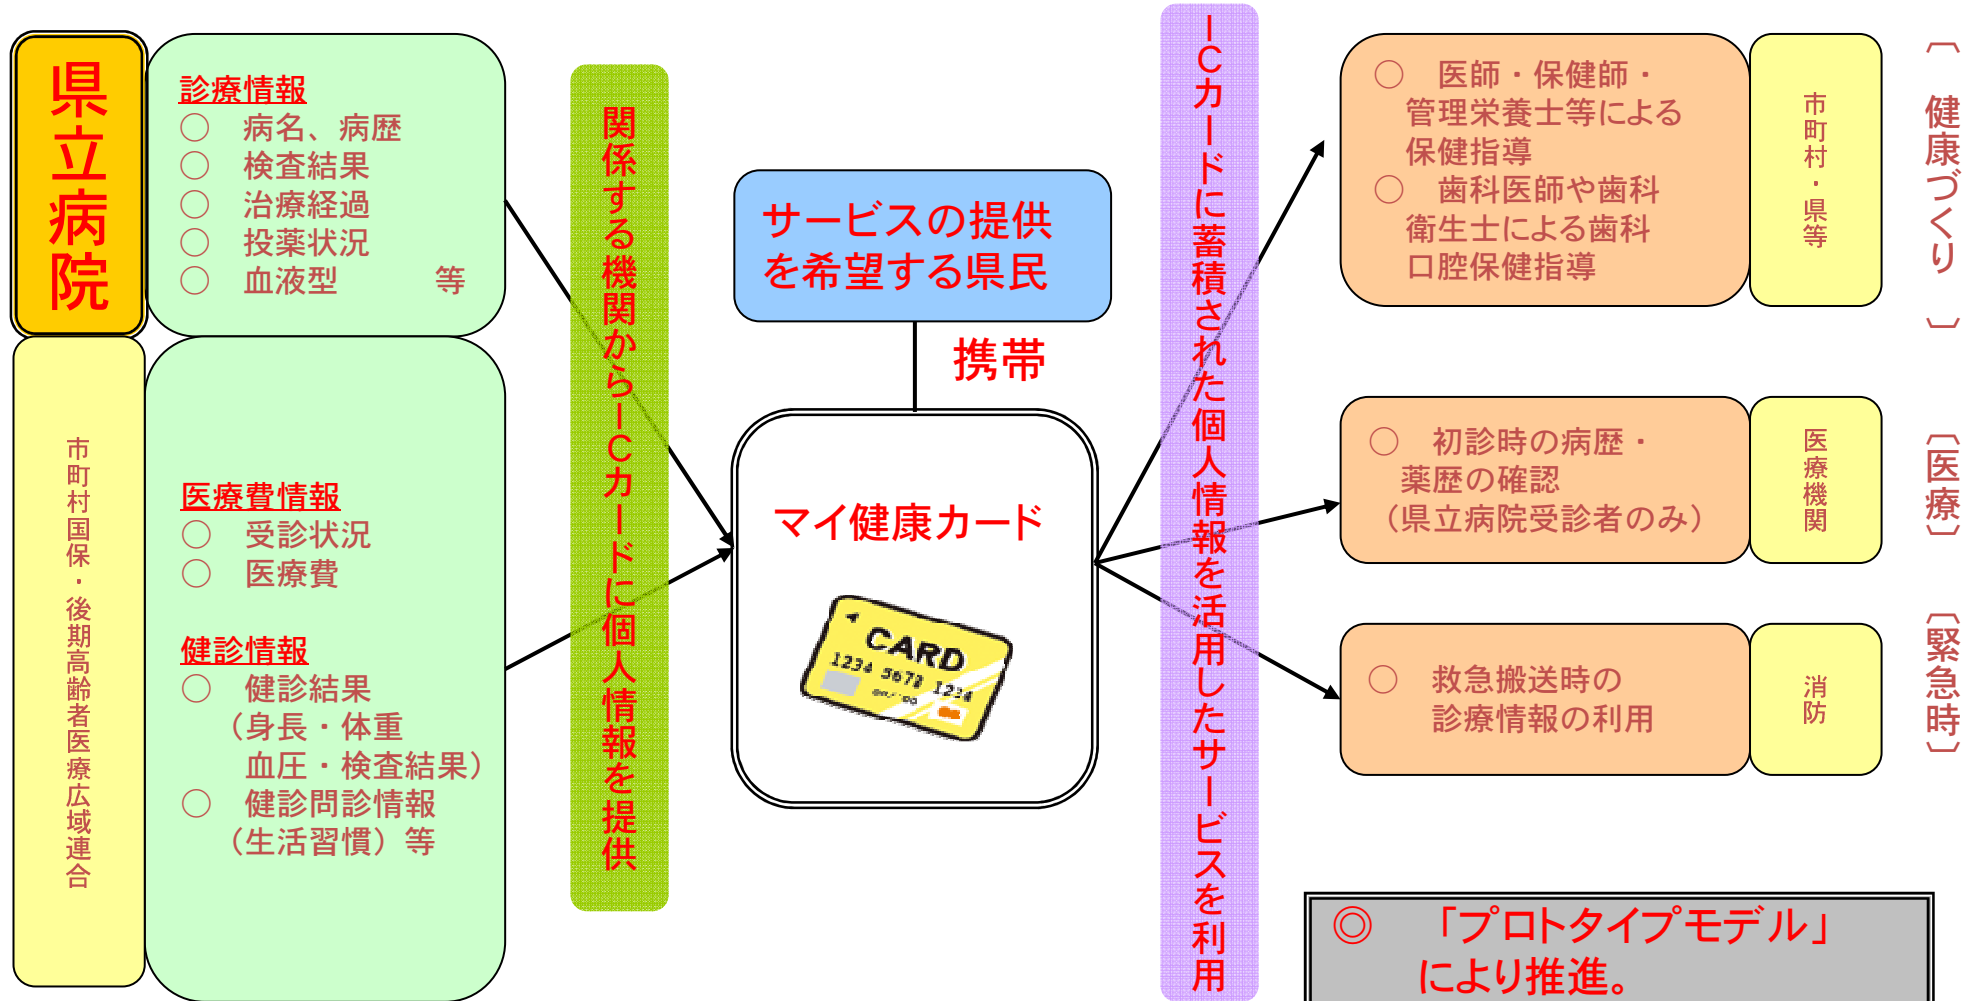 県立病院
診療情報
○ 病名、病歴
○ 検査結果
○ 治療経過
○ 投薬状況
○ 血液型 等
市町村国保・後期高齢者医療広域連合
医療費情報
○ 受診状況
○ 医療費
健診情報
○ 健診結果
（身長・体重
血圧・検査結果）
○ 健診問診情報
（生活習慣）等
関係する機関からICカードに個人情報を提供
サービスの提供
を希望する県民
携帯
マイ健康カード
CARD
1234 5678 1234
ICカードに蓄積された個人情報を活用したサービスを利用
○ 医師・保健師・
管理栄養士等による
保健指導
○ 歯科医師や歯科
衛生士による歯科
口腔保健指導
市町村・県等
〔 健康づくり 〕
○ 初診時の病歴・
薬歴の確認
（県立病院受診者のみ）
医療機関
〔医療〕
○ 救急搬送時の
診療情報の利用
消防
〔緊急時〕
◎ 「プロトタイプモデル」
により推進。